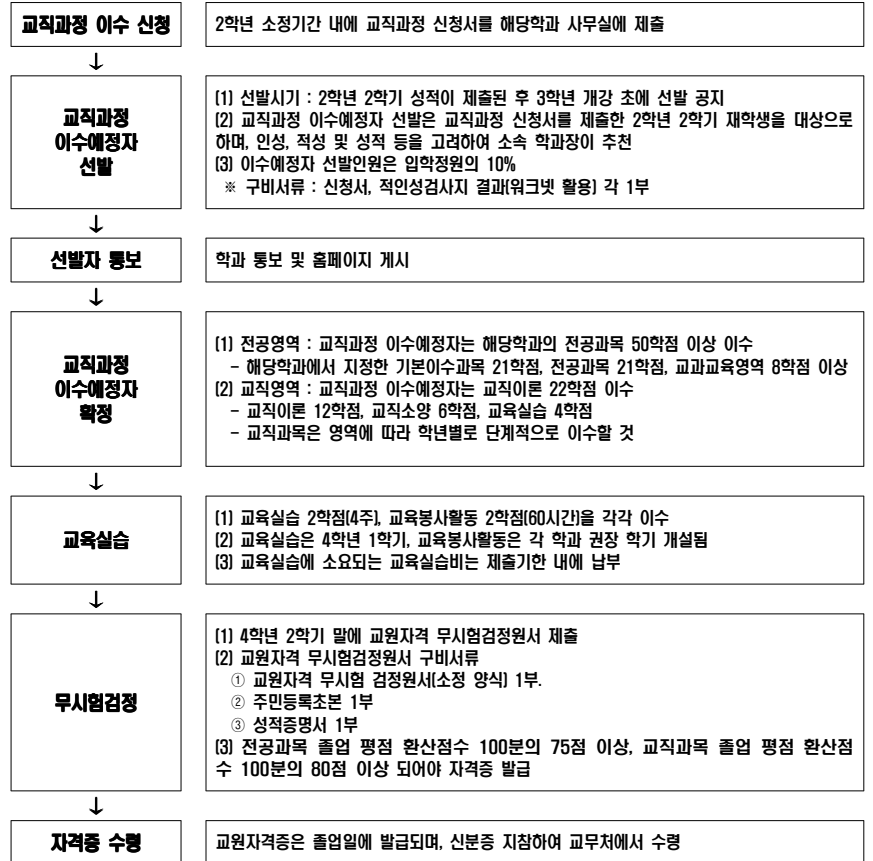 교직과정 이수 신청
2학년 소정기간 내에 교직과정 신청서를 해당학과 사무실에 제출
↓
교직과정
이수예정자
선발
(1) 선발시기 : 2학년 2학기 성적이 제출된 후 3학년 개강 초에 선발 공지
(2) 교직과정 이수예정자 선발은 교직과정 신청서를 제출한 2학년 2학기 재학생을 대상으로
하며, 인성, 적성 및 성적 등을 고려하여 소속 학과장이 추천
(3) 이수예정자 선발인원은 입학정원의 10%
※ 구비서류 : 신청서, 적인성검사지 결과(워크넷 활용) 각 1부
↓
선발자 통보
학과 통보 및 홈페이지 게시
↓
교직과정
이수예정자
확정
(1) 전공영역 : 교직과정 이수예정자는 해당학과의 전공과목 50학점 이상 이수
- 해당학과에서 지정한 기본이수과목 21학점, 전공과목 21학점, 교과교육영역 8학점 이상
(2) 교직영역 : 교직과정 이수예정자는 교직이론 22학점 이수
- 교직이론 12학점, 교직소양 6학점, 교육실습 4학점
- 교직과목은 영역에 따라 학년별로 단계적으로 이수할 것
↓
교육실습
(1) 교육실습 2학점(4주), 교육봉사활동 2학점(60시간)을 각각 이수
(2) 교육실습은 4학년 1학기, 교육봉사활동은 각 학과 권장 학기 개설됨
(3) 교육실습에 소요되는 교육실습비는 제출기한 내에 납부
↓
무시험검정
(1) 4학년 2학기 말에 교원자격 무시험검정원서 제출
(2) 교원자격 무시험검정원서 구비서류
① 교원자격 무시험 검정원서(소정 양식) 1부.
② 주민등록초본 1부
③ 성적증명서 1부
(3) 전공과목 졸업 평점 환산점수 100분의 75점 이상, 교직과목 졸업 평점 환산점
수 100분의 80점 이상 되어야 자격증 발급
↓
자격증 수령
교원자격증은 졸업일에 발급되며, 신분증 지참하여 교무처에서 수령